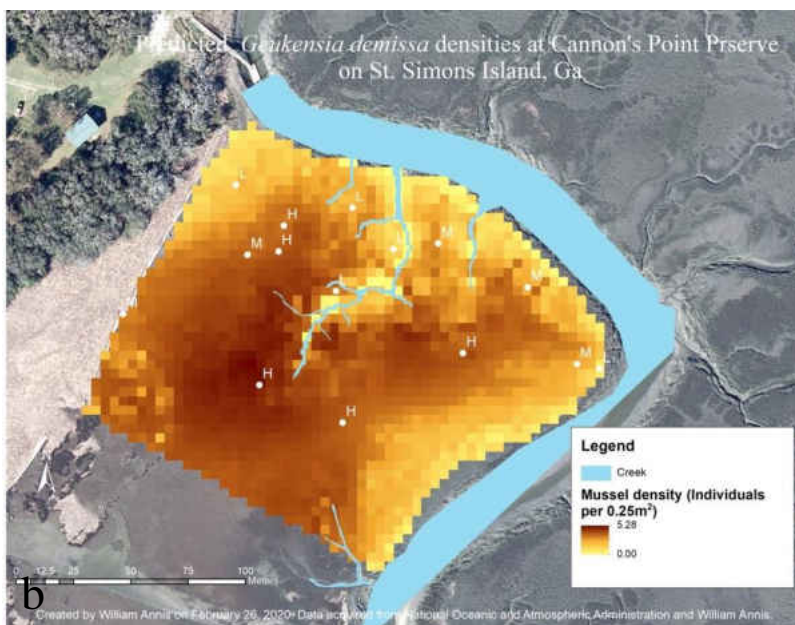 Predicted Geukensia demissa densities at Cannon's Point Prserve
on St. Simons Island, Ga
L
L
H
H
M
L
M
L
M
H
M
L
H
H
Legend
Creek
Mussel density (Individuals
per 0.25m²)
5.28
0.00
0 12.5 25 50 75 100
Meters
b
Created by William Annis on February 26, 2020. Data acquired from National Oceanic and Atmospheric Administration and William Annis.